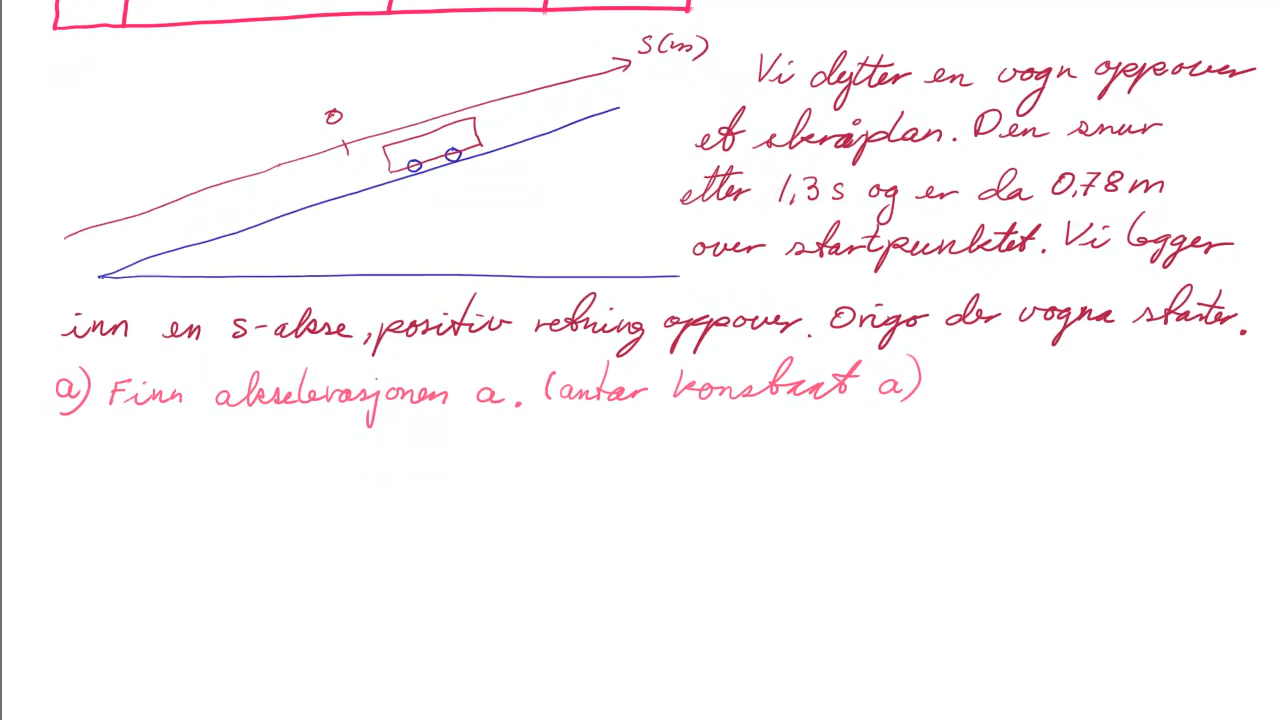 S(m)
0
Vi dytter en vogn oppover
et skråplan. Den snur
etter 1,3 s og er da 0,78 m
over startpunktet. Vi legger
inn en s-akse, positiv retning oppover. Origo der vogna starter.
a) Finn akselerasjonen a. (antar konstant a)